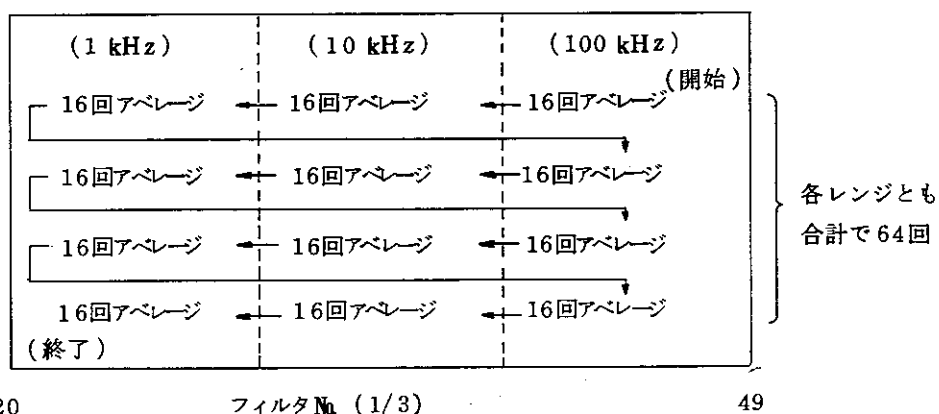 (1 kHz) (10 kHz) (100 kHz)
(開始)
16回アベレージ 16回アベレージ 16回アベレージ
16回アベレージ 16回アベレージ 16回アベレージ
各レンジとも
合計で64回
16回アベレージ 16回アベレージ 16回アベレージ
16回アベレージ 16回アベレージ 16回アベレージ
(終了)
20 フィルタ№ (1/3) 49